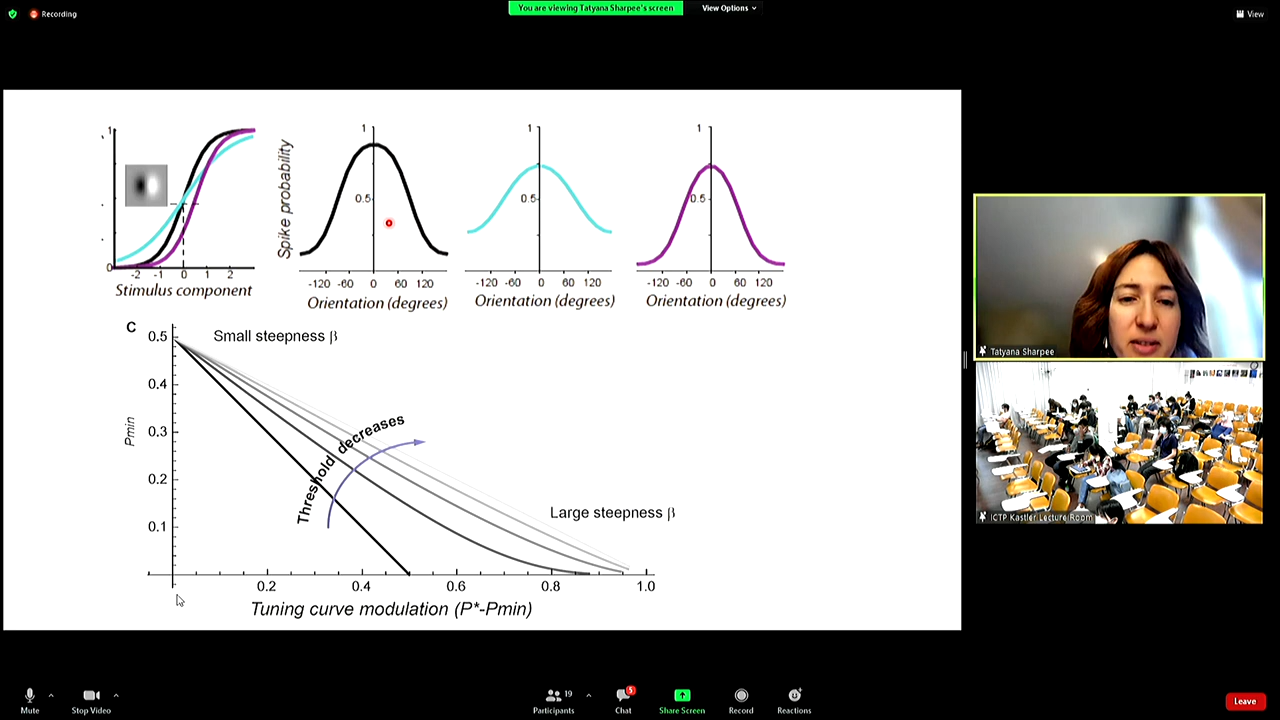 Recording
You are viewing Tatyana Sharpee's screen
View Options
View
1
0
-2 -1 0 1 2
Stimulus component
Spike probability
1
0.5
-120 -60 0 60 120
Orientation (degrees)
1
0.5
-120 -60 0 60 120
Orientation (degrees)
1
0.5
-120 -60 0 60 120
Orientation (degrees)
C
Small steepness β
Pmin
0.5
0.4
0.3
0.2
0.1
Threshold decreases
Large steepness β
0.2 0.4 0.6 0.8 1.0
Tuning curve modulation (P*-Pmin)
Tatyana Sharpee
ICTP Kastler Lecture Room
Mute
Stop Video
19
Participants
5
Chat
Share Screen
Record
Reactions
Leave